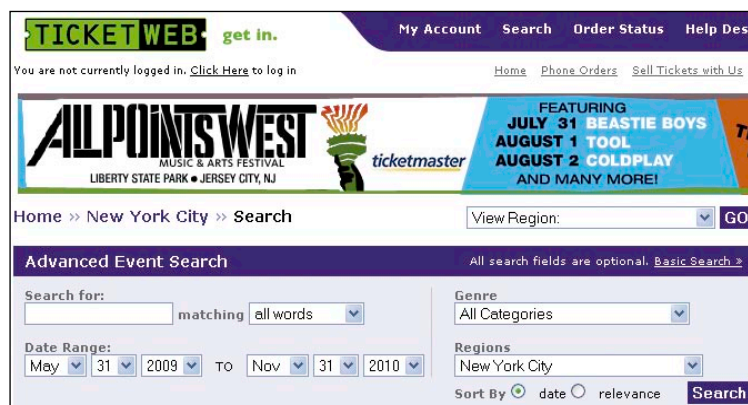 TICKETWEB get in. My Account Search Order Status Help Des
You are not currently logged in. Click Here to log in Home Phone Orders Sell Tickets with Us
ALL POINTS WEST
MUSIC & ARTS FESTIVAL
LIBERTY STATE PARK • JERSEY CITY, NJ
ticketmaster
FEATURING
JULY 31 BEASTIE BOYS
AUGUST 1 TOOL
AUGUST 2 COLDPLAY
AND MANY MORE!
Home » New York City » Search View Region: GO
Advanced Event Search All search fields are optional. Basic Search »
Search for:
matching all words
Date Range:
May 31 2009 TO Nov 31 2010
Genre
All Categories
Regions
New York City
Sort By date relevance Search